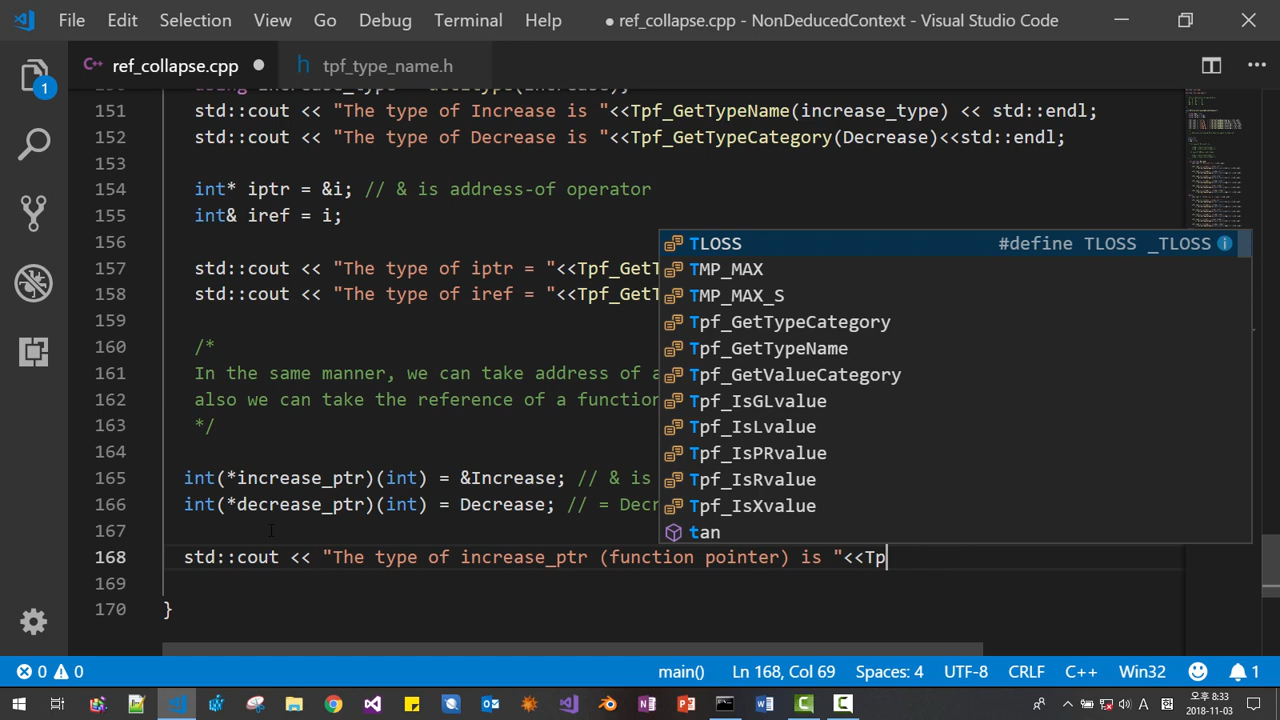 File Edit Selection View Go Debug Terminal Help ● ref_collapse.cpp - NonDeducedContext - Visual Studio Code
C++ ref_collapse.cpp ● h tpf_type_name.h
1
151 std::cout << "The type of Increase is "<<Tpf_GetTypeName(increase_type) << std::endl;
152 std::cout << "The type of Decrease is "<<Tpf_GetTypeCategory(Decrease)<<std::endl;
153
154 int* iptr = &i; // & is address-of operator
155 int& iref = i;
156
157 std::cout << "The type of iptr = "<<Tpf_GetT
158 std::cout << "The type of iref = "<<Tpf_GetT
159
160 /*
161 In the same manner, we can take address of a
162 also we can take the reference of a function
163 */
164
165 int(*increase_ptr)(int) = &Increase; // & is
166 int(*decrease_ptr)(int) = Decrease; // = Decr
167
168 std::cout << "The type of increase_ptr (function pointer) is "<<Tp
169
170 }
TLOSS #define TLOSS _TLOSS
TMP_MAX
TMP_MAX_S
Tpf_GetTypeCategory
Tpf_GetTypeName
Tpf_GetValueCategory
Tpf_IsGLvalue
Tpf_IsLvalue
Tpf_IsPRvalue
Tpf_IsRvalue
Tpf_IsXvalue
tan
0 0 main() Ln 168, Col 69 Spaces: 4 UTF-8 CRLF C++ Win32 1
A 오후 8:33
2018-11-03